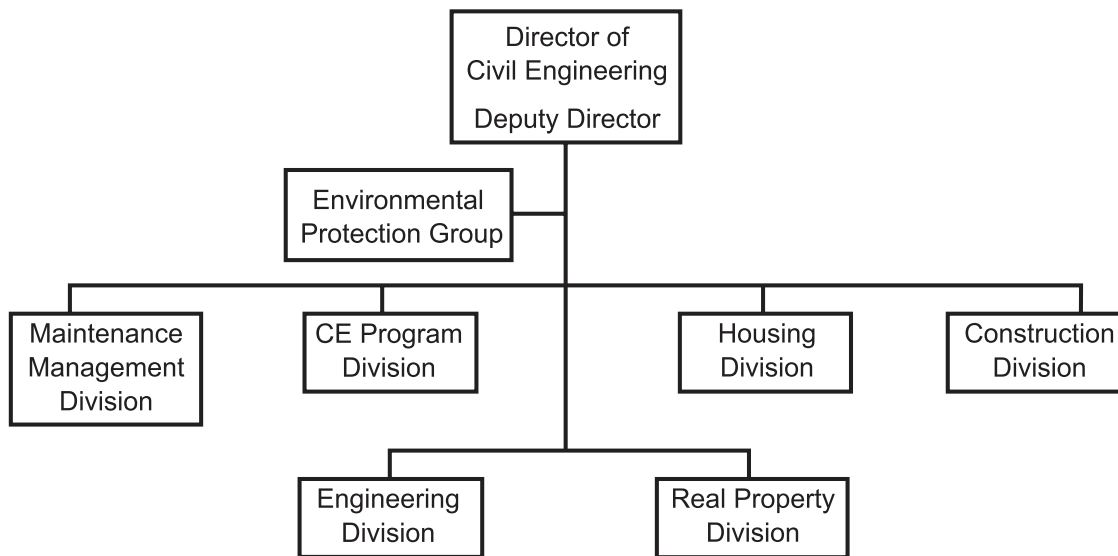 Director of
Civil Engineering
Deputy Director
Environmental
Protection Group
Maintenance
Management
Division
CE Program
Division
Housing
Division
Construction
Division
Engineering
Division
Real Property
Division